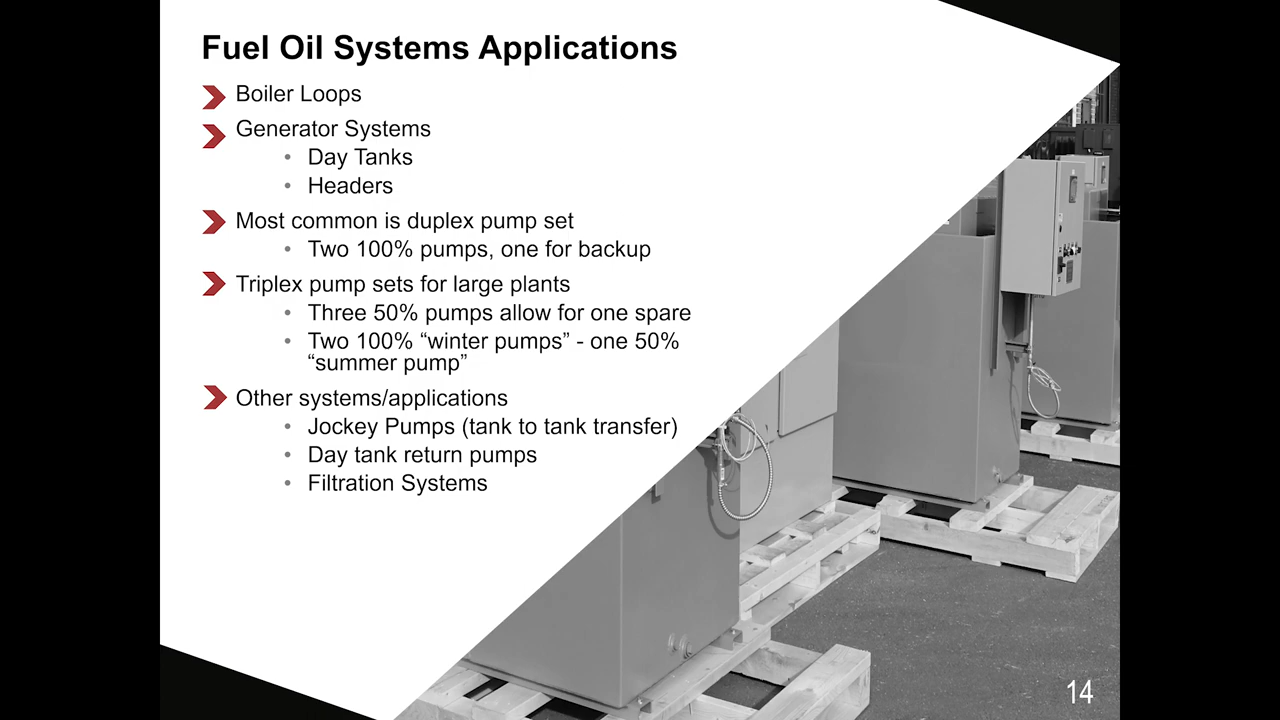 Fuel Oil Systems Applications
Boiler Loops
Generator Systems
• Day Tanks
• Headers
Most common is duplex pump set
• Two 100% pumps, one for backup
Triplex pump sets for large plants
• Three 50% pumps allow for one spare
• Two 100% “winter pumps” - one 50%
“summer pump”
Other systems/applications
• Jockey Pumps (tank to tank transfer)
• Day tank return pumps
• Filtration Systems
14